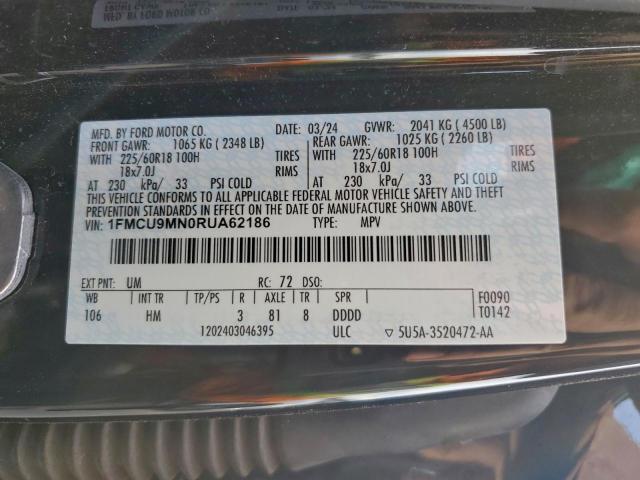 MFD. BY FORD MOTOR CO.
DATE: 03/24 GVWR: 2041 KG ( 4500 LB)
FRONT GAWR: 1065 KG ( 2348 LB) REAR GAWR: 1025 KG ( 2260 LB)
WITH 225/60R18 100H TIRES WITH 225/60R18 100H TIRES
18x7.0J RIMS 18x7.0J RIMS
AT 230 kPa/ 33 PSI COLD AT 230 kPa/ 33 PSI COLD
THIS VEHICLE CONFORMS TO ALL APPLICABLE FEDERAL MOTOR VEHICLE SAFETY AND THEFT
PREVENTION STANDARDS IN EFFECT ON THE DATE OF MANUFACTURE SHOWN ABOVE.
VIN: 1FMCU9MN0RUA62186 TYPE: MPV
EXT PNT: UM RC: 72 DSO:
WB INT TR TP/PS R AXLE TR SPR F0090
106 HM 3 81 8 DDDD T0142
1202403046395 ULC ▽ 5U5A-3520472-AA